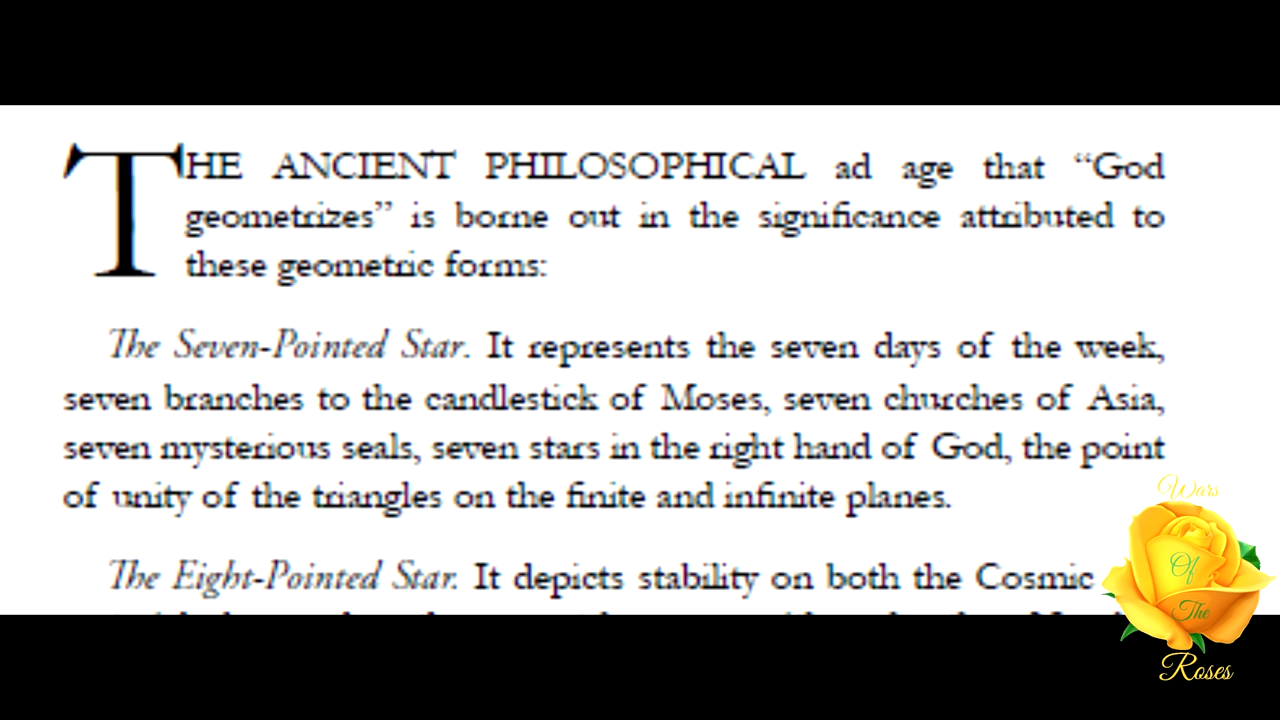 THE ANCIENT PHILOSOPHICAL ad age that “God
geometrizes” is borne out in the significance attributed to
these geometric forms:
The Seven-Pointed Star. It represents the seven days of the week,
seven branches to the candlestick of Moses, seven churches of Asia,
seven mysterious seals, seven stars in the right hand of God, the point
of unity of the triangles on the finite and infinite planes.
The Eight-Pointed Star. It depicts stability on both the Cosmic
Wars
Of
The
Roses